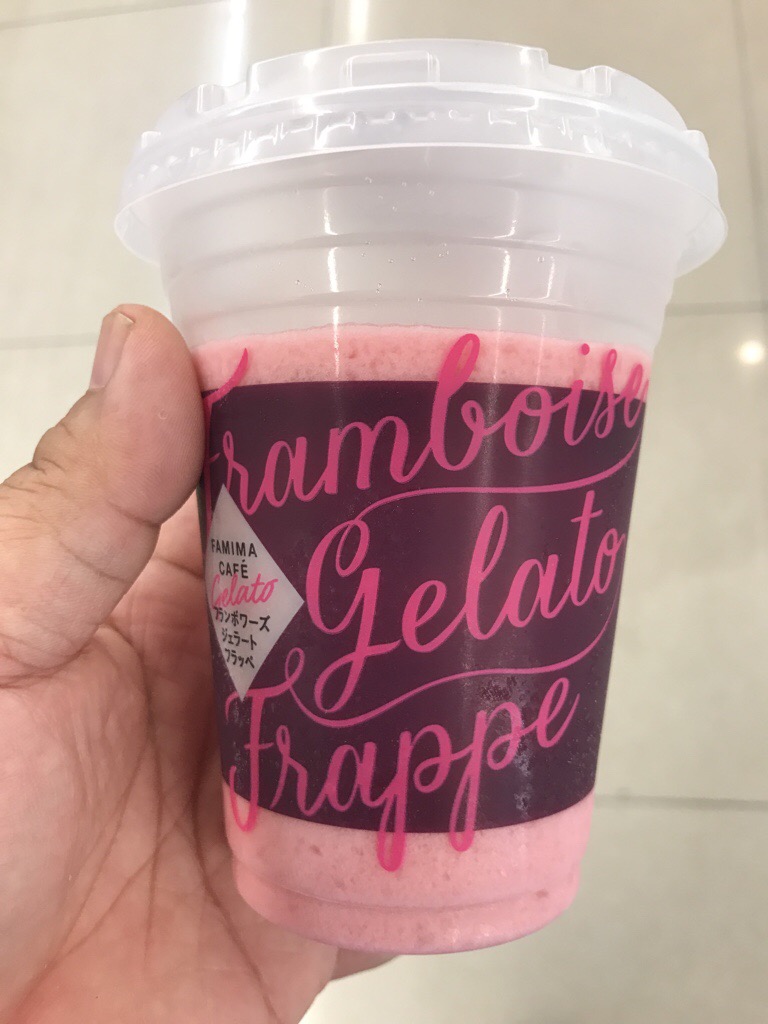 Framboise
Gelato
Frappe
FAMIMA
CAFÉ
Gelato
フランボワーズ
ジェラート
フラッペ